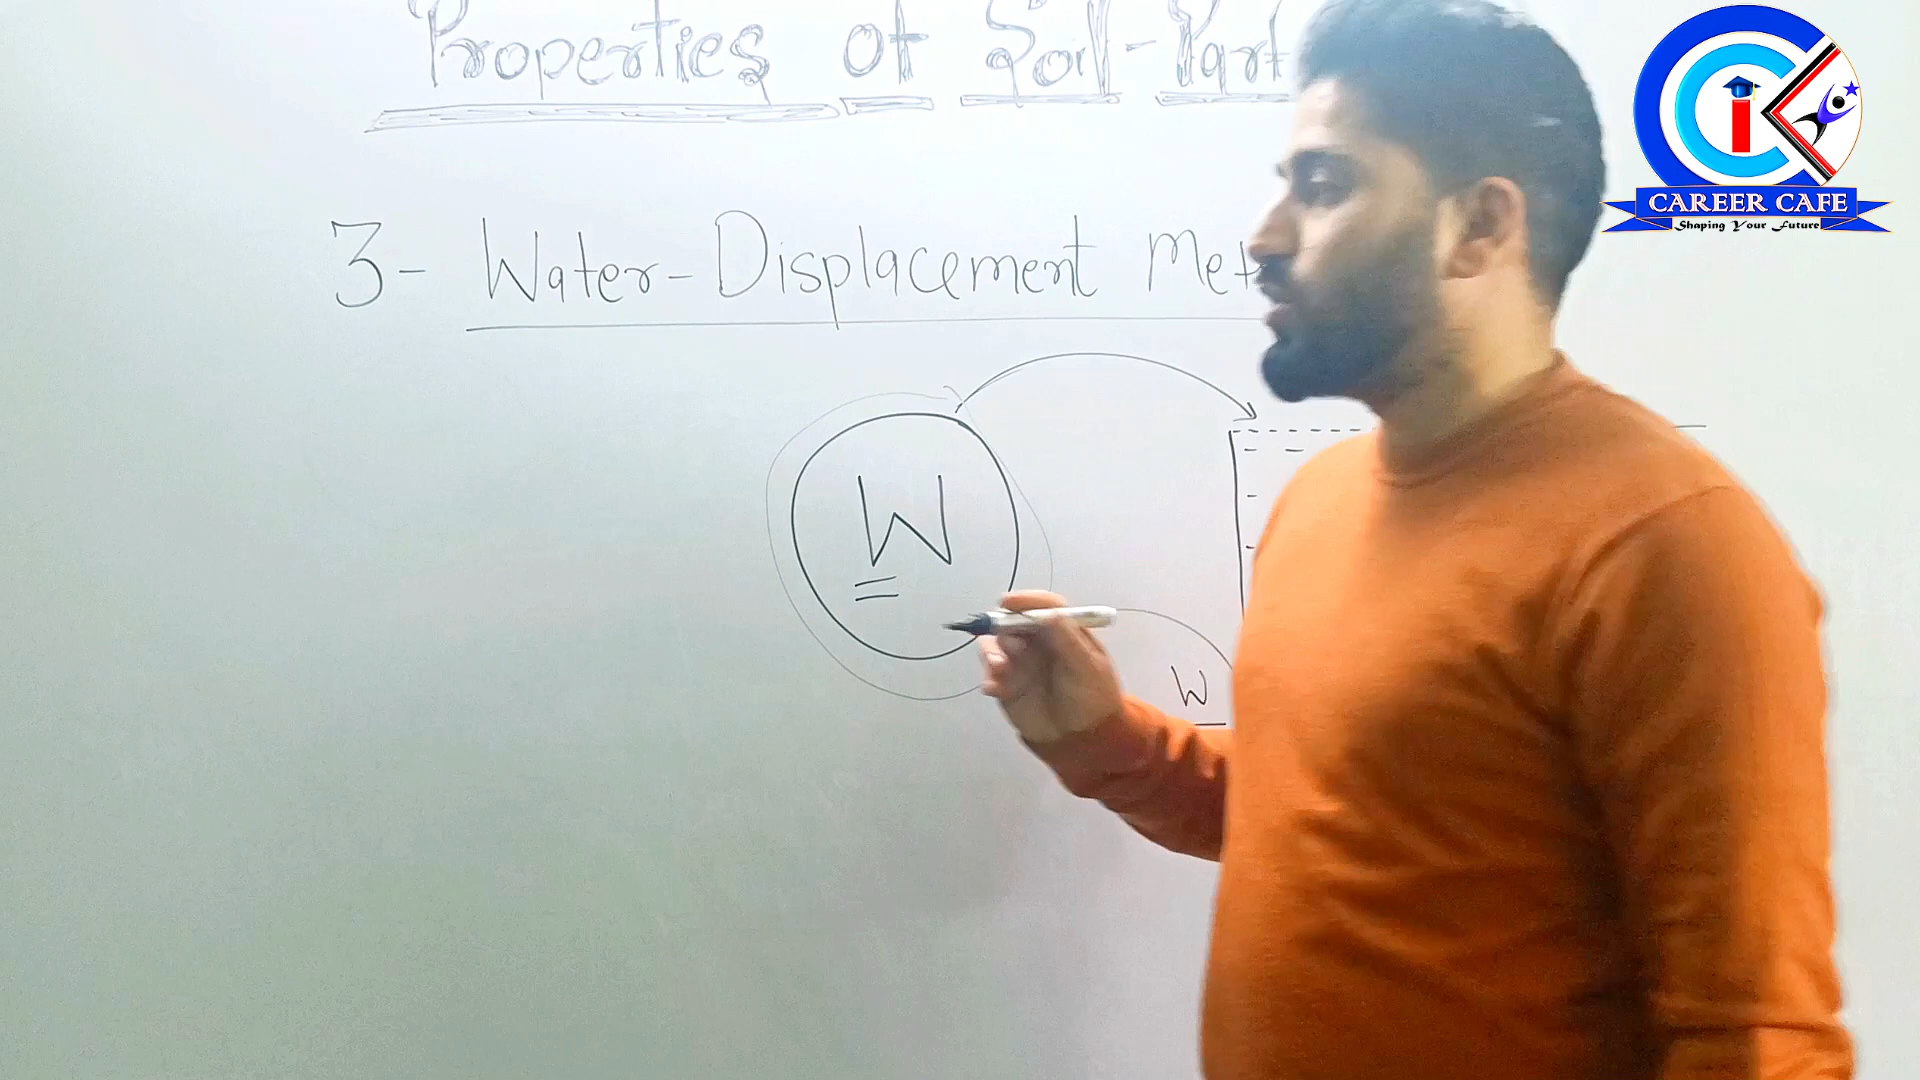 Properties of Soil-Part
3- Water-Displacement Met
W
W
CAREER CAFE
Shaping Your Future